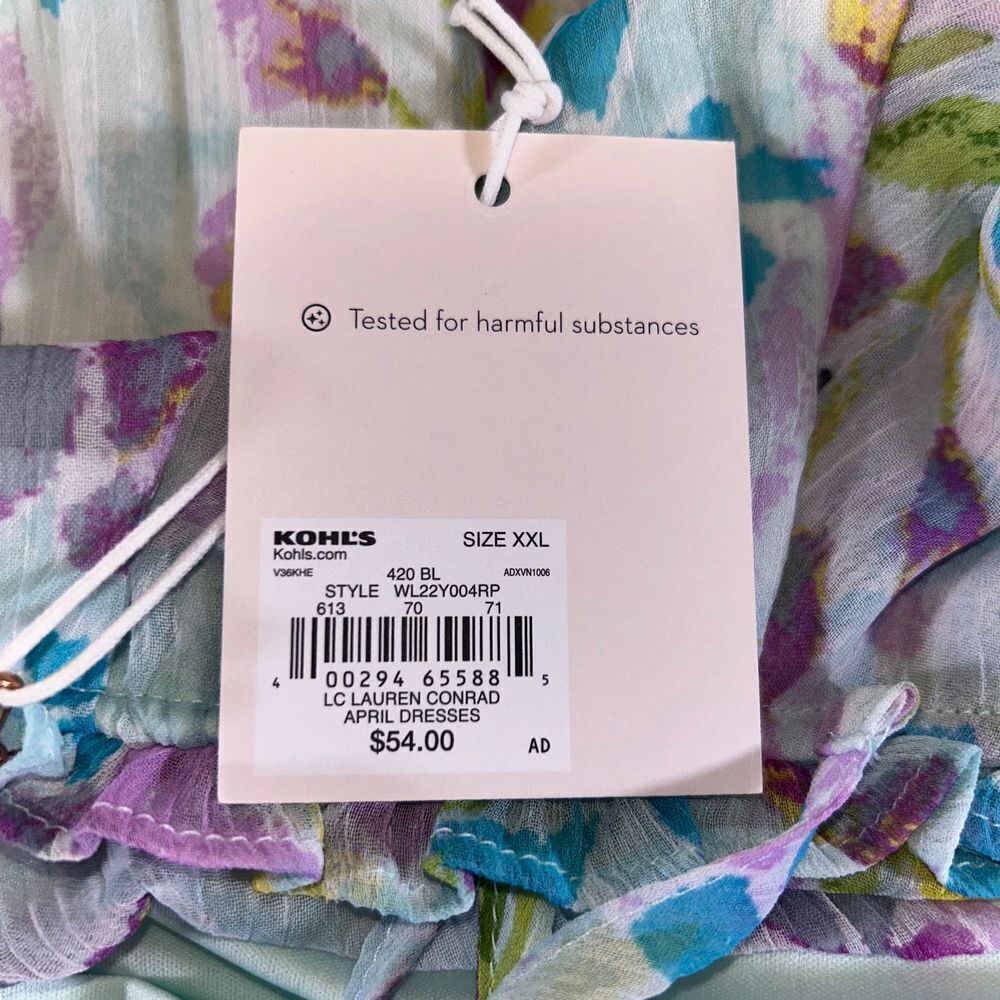 Tested for harmful substances
KOHL'S SIZE XXL
Kohls.com
V36KHE 420 BL ADXVN1006
STYLE WL22Y004RP
613 70 71
4 00294 65588 5
LC LAUREN CONRAD
APRIL DRESSES
$54.00 AD